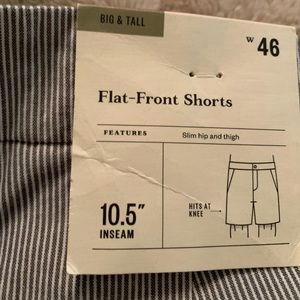 BIG & TALL
W 46
Flat-Front Shorts
FEATURES
Slim hip and thigh
10.5"
INSEAM
HITS AT
KNEE